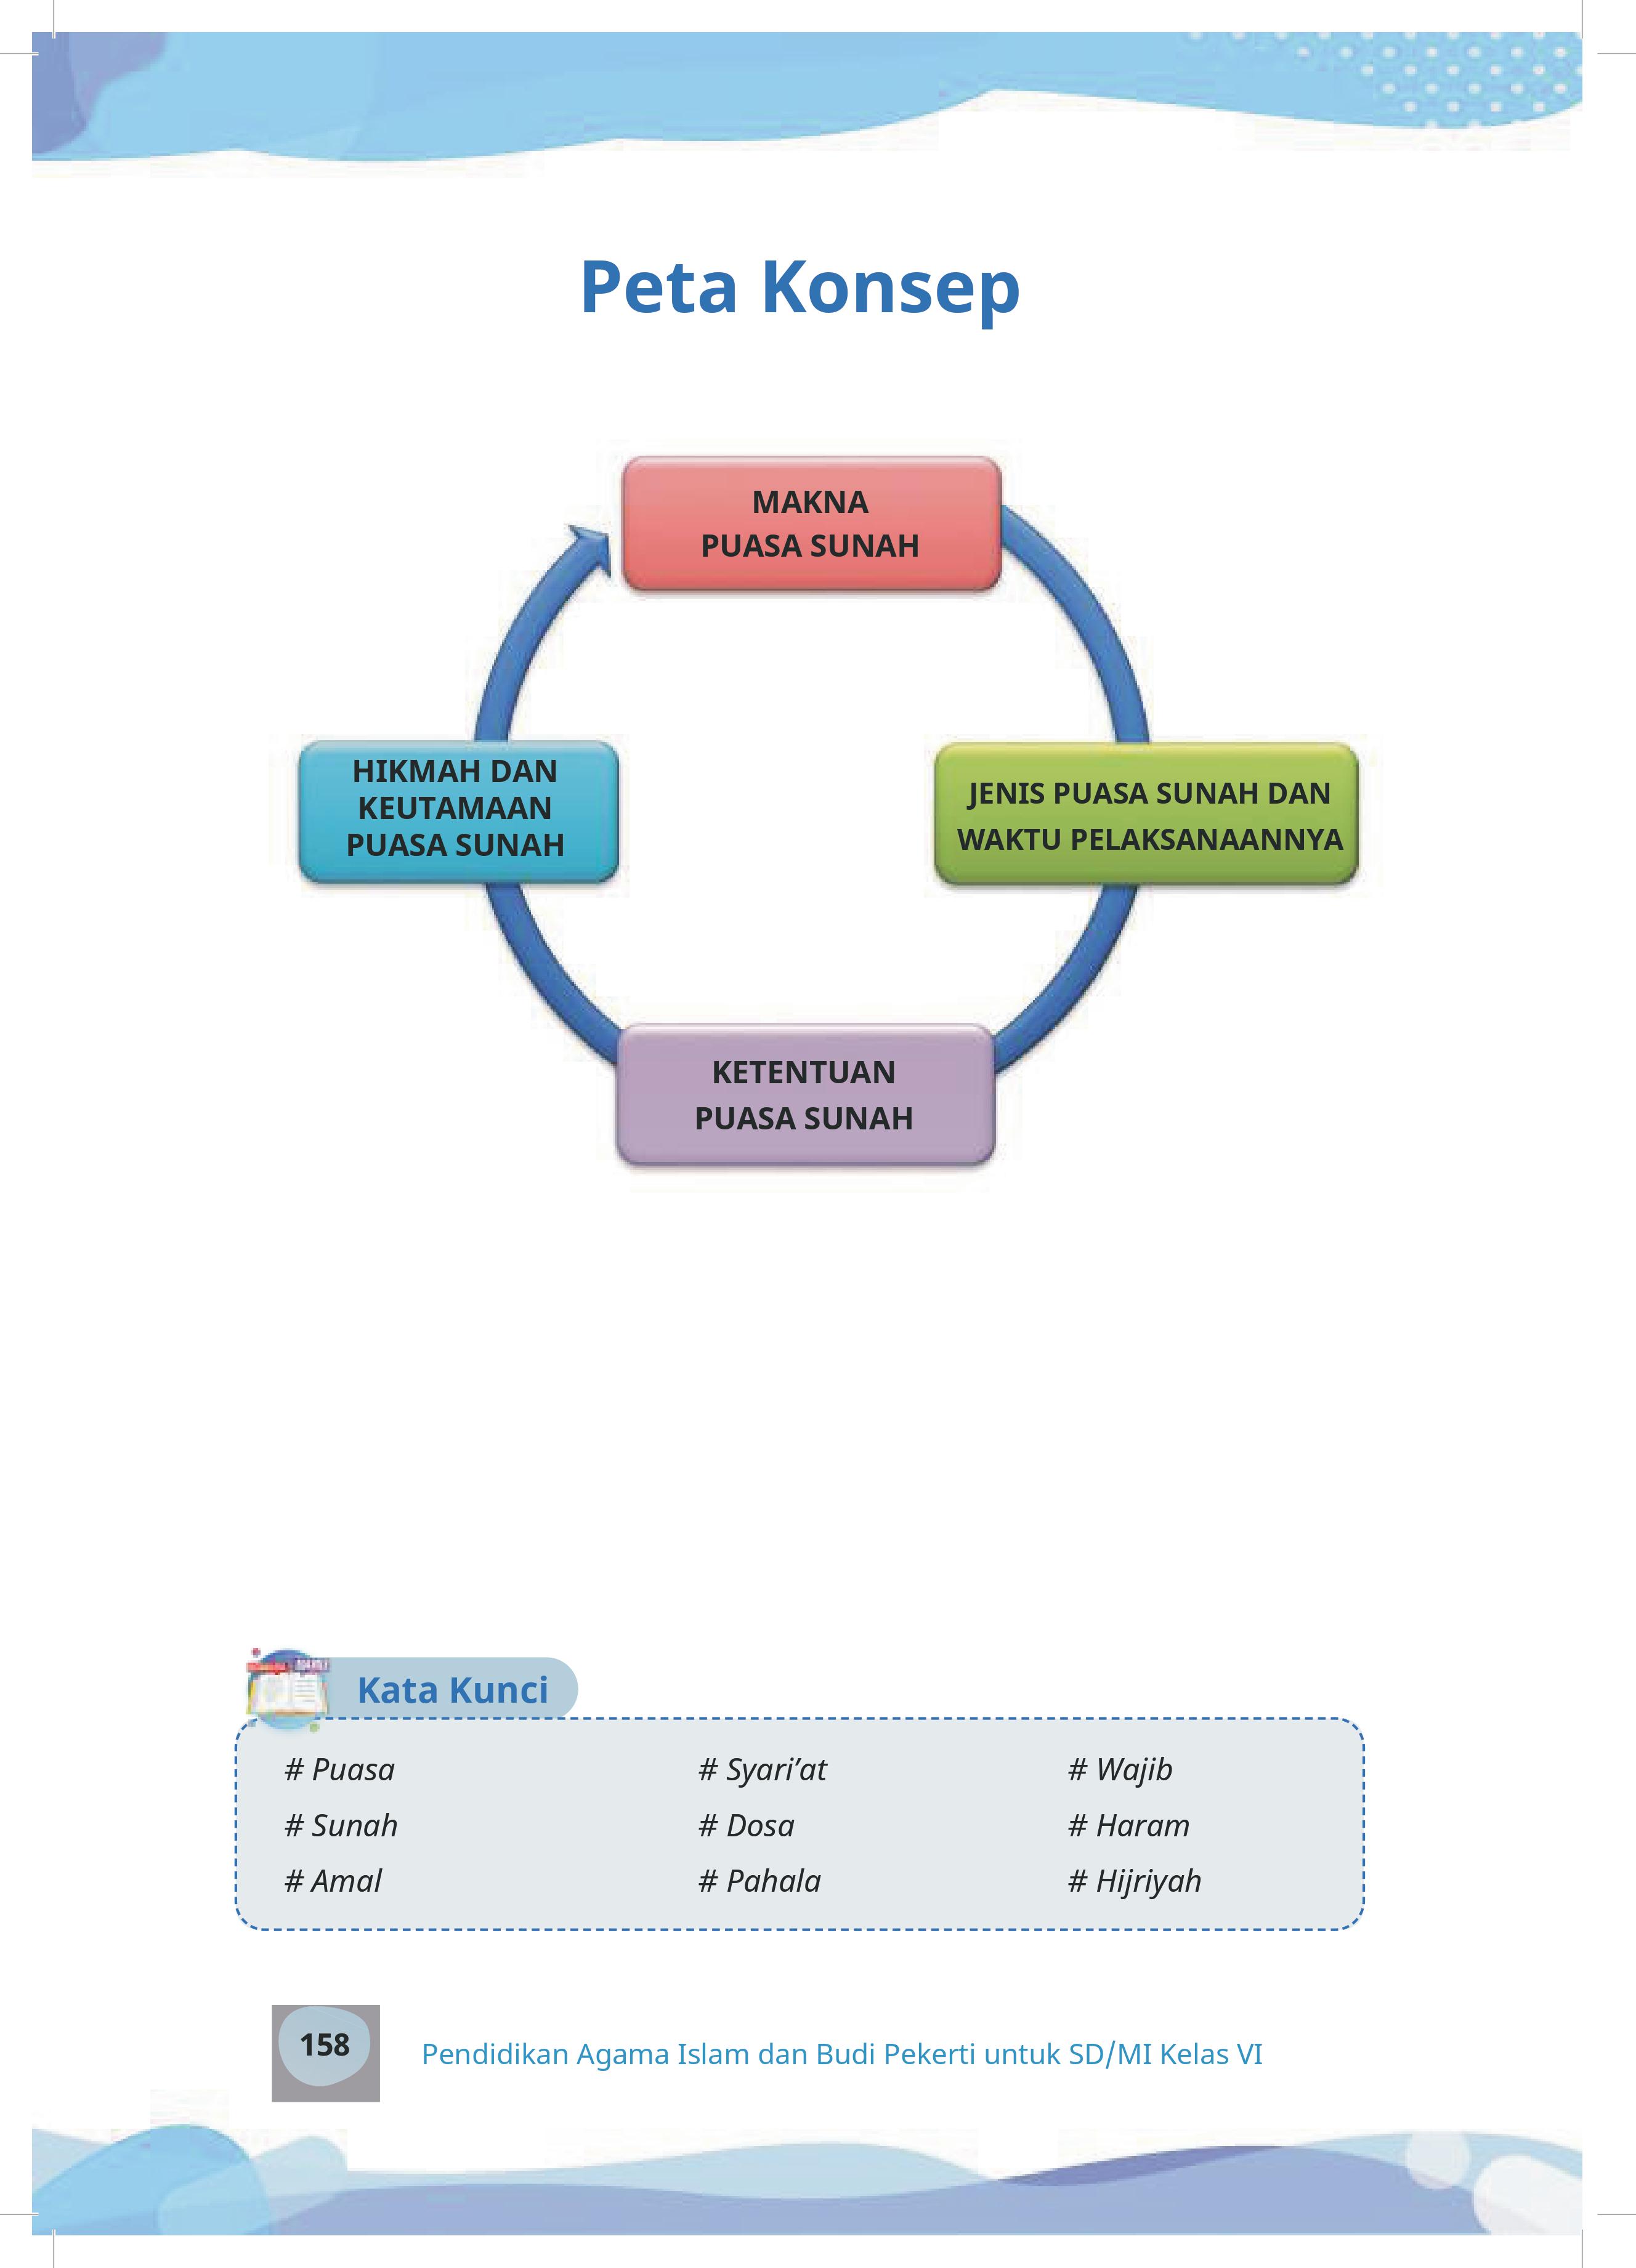 Peta Konsep
MAKNA
PUASA SUNAH
JENIS PUASA SUNAH DAN
WAKTU PELAKSANAANNYA
KETENTUAN
PUASA SUNAH
HIKMAH DAN
KEUTAMAAN
PUASA SUNAH
Kata Kunci
# Puasa
# Sunah
# Amal
# Syari’at
# Dosa
# Pahala
# Wajib
# Haram
# Hijriyah
158
Pendidikan Agama Islam dan Budi Pekerti untuk SD/MI Kelas VI